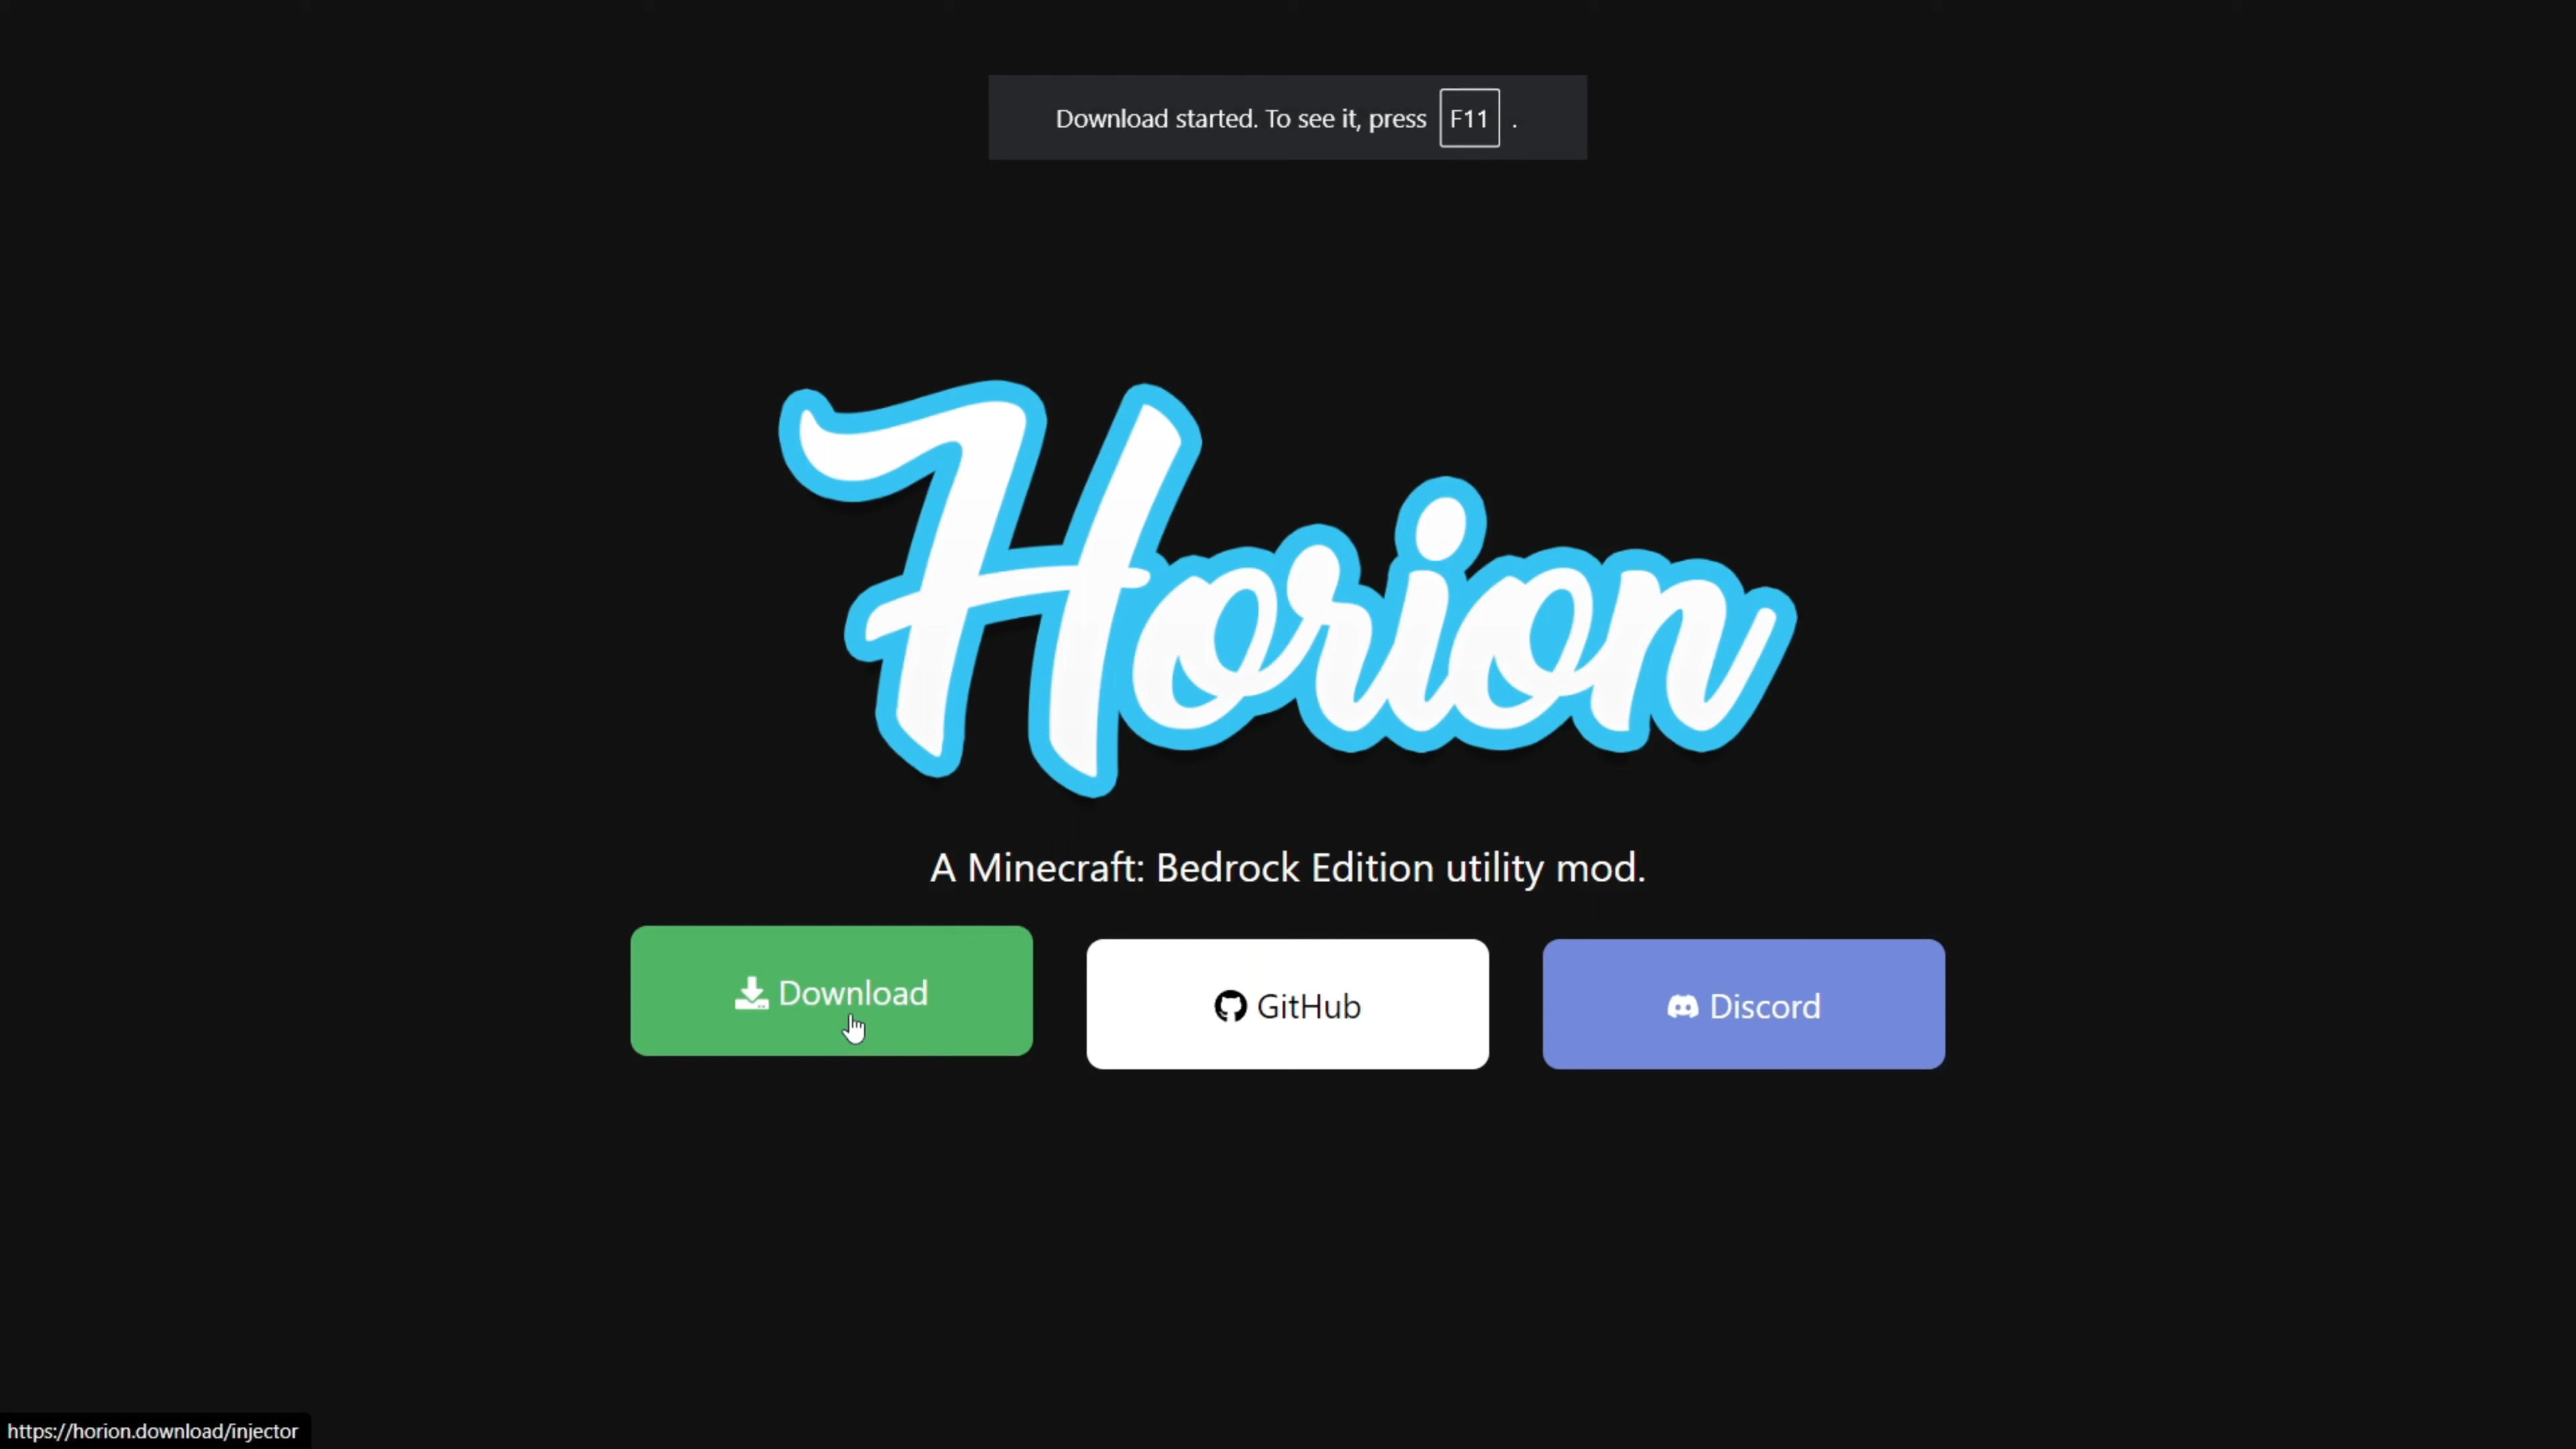 Download started. To see it, press F11 .
Horion
A Minecraft: Bedrock Edition utility mod.
Download
GitHub
Discord
https://horion.download/injector